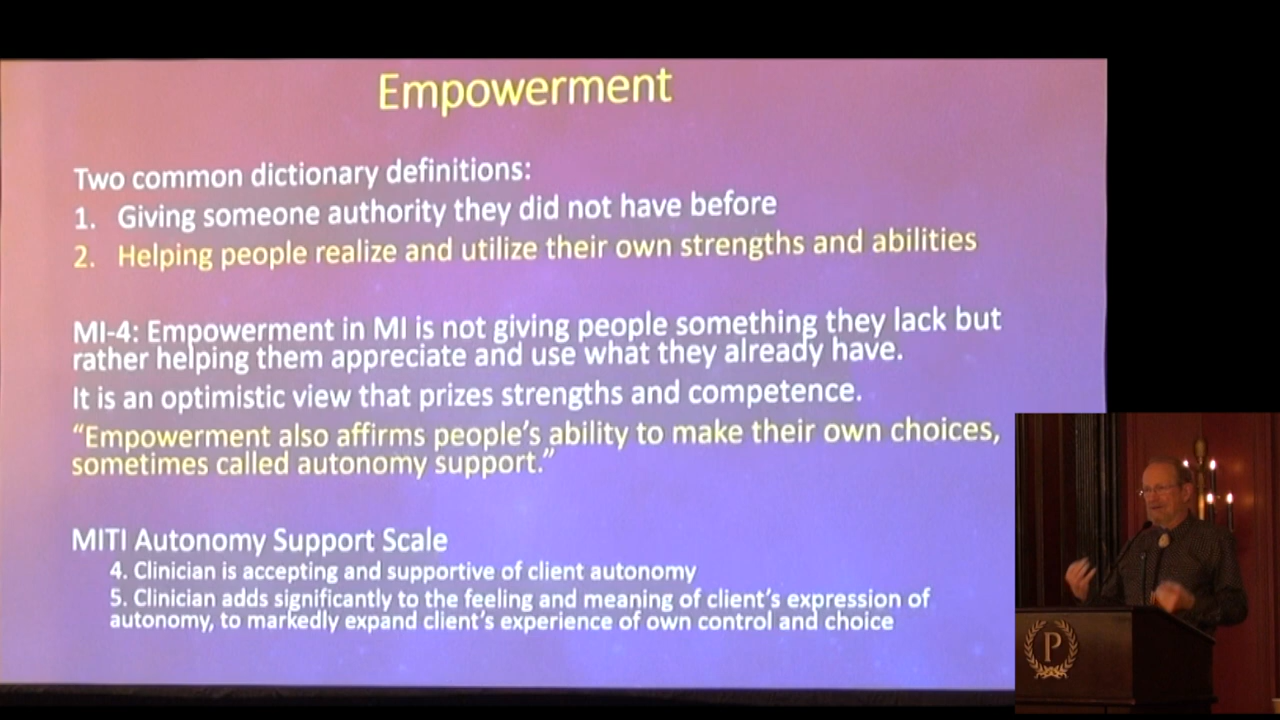 Empowerment
Two common dictionary definitions:
1. Giving someone authority they did not have before
2. Helping people realize and utilize their own strengths and abilities
MI-4: Empowerment in MI is not giving people something they lack but
rather helping them appreciate and use what they already have.
It is an optimistic view that prizes strengths and competence.
“Empowerment also affirms people’s ability to make their own choices,
sometimes called autonomy support.”
MITI Autonomy Support Scale
4. Clinician is accepting and supportive of client autonomy
5. Clinician adds significantly to the feeling and meaning of client’s expression of
autonomy, to markedly expand client’s experience of own control and choice
P